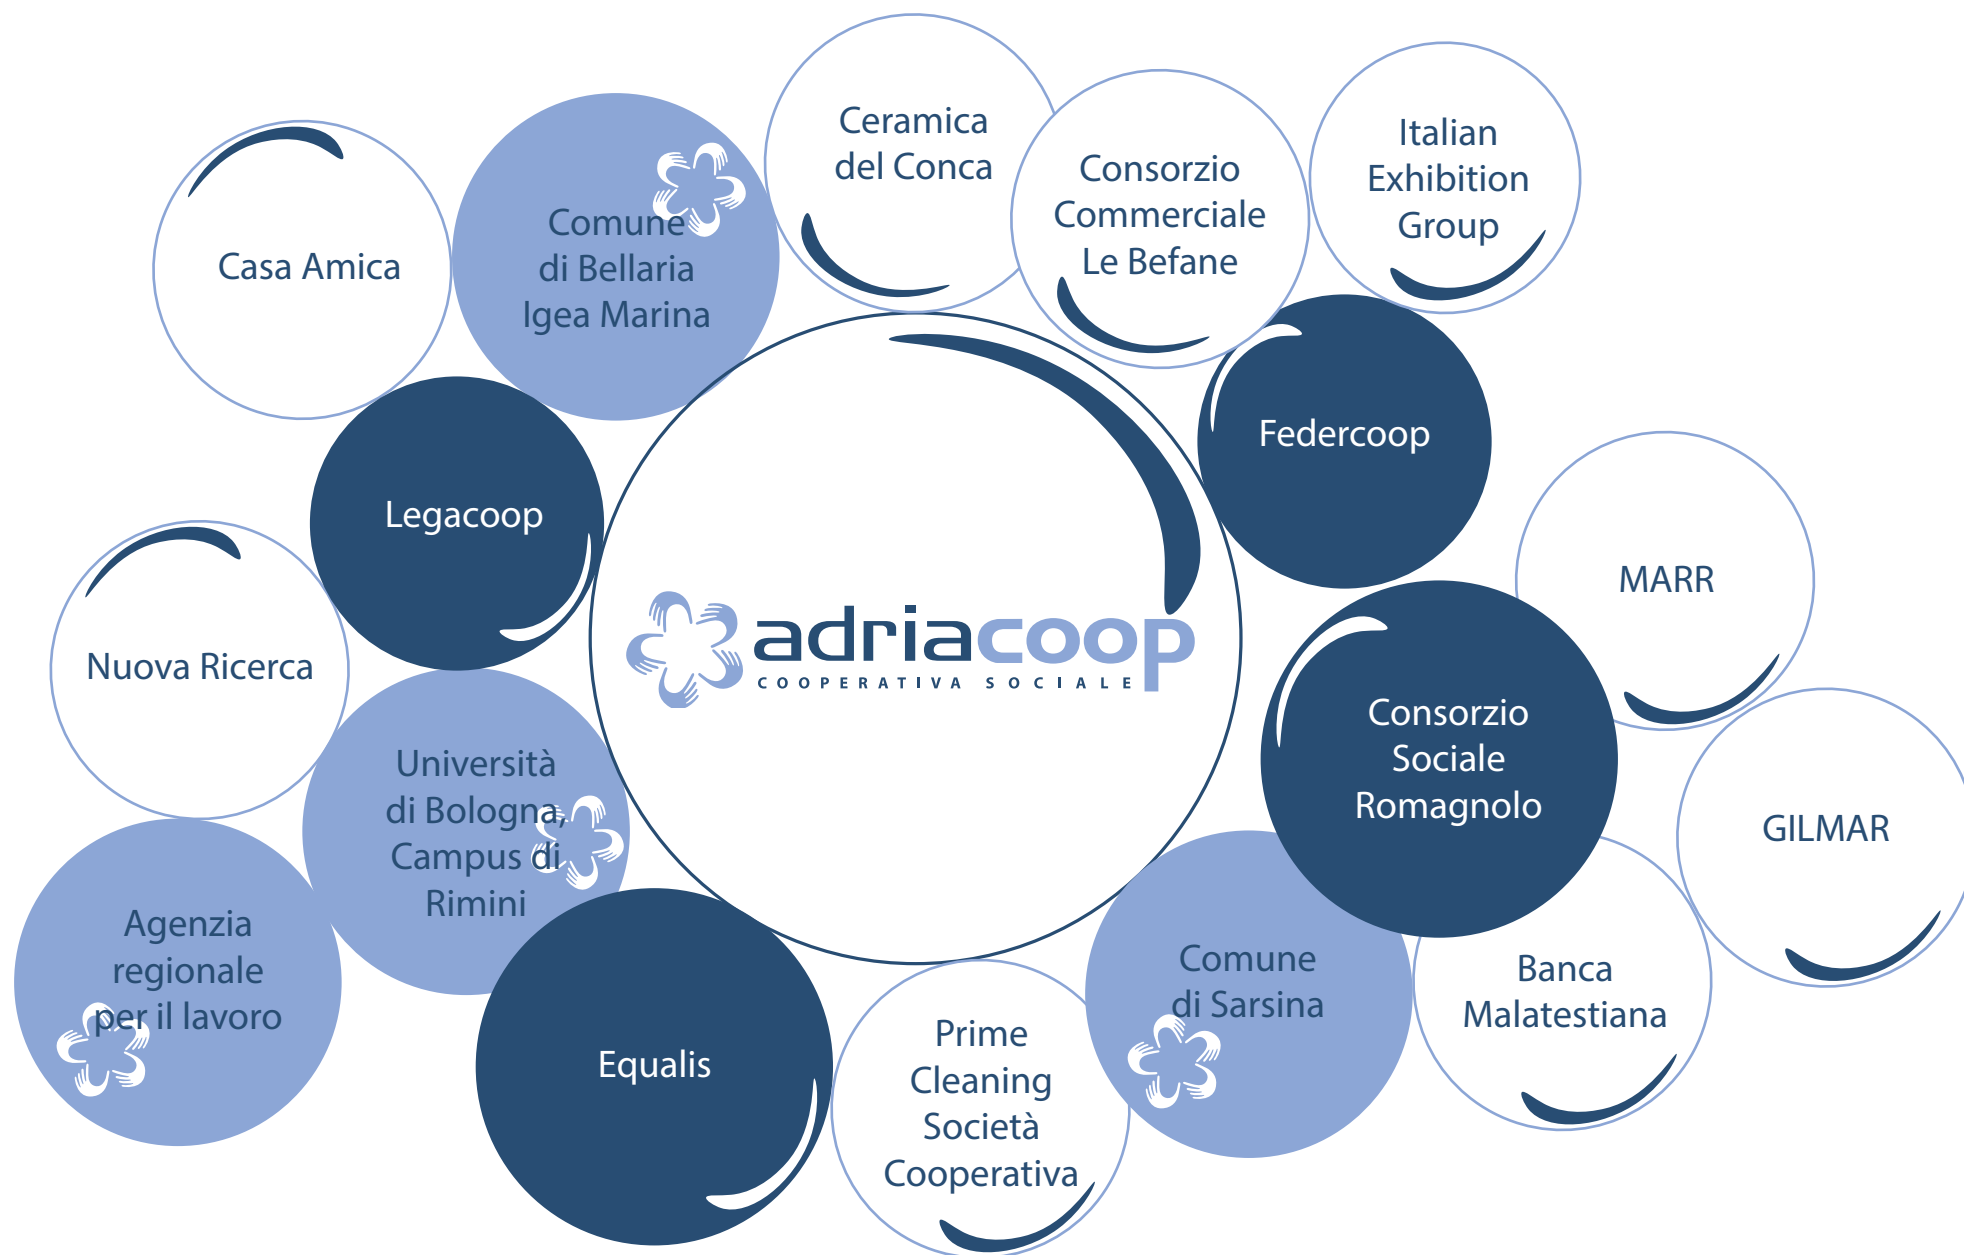 Ceramica
del Conca
Italian
Exhibition
Group
Consorzio
Commerciale
Le Befane
Comune
di Bellaria
Igea Marina
Casa Amica
Federcoop
Legacoop
MARR
adriacoop
COOPERATIVA SOCIALE
Nuova Ricerca
Consorzio
Sociale
Romagnolo
Università
di Bologna,
Campus di
Rimini
GILMAR
Agenzia
regionale
per il lavoro
Comune
di Sarsina
Banca
Malatestiana
Equalis
Prime
Cleaning
Società
Cooperativa